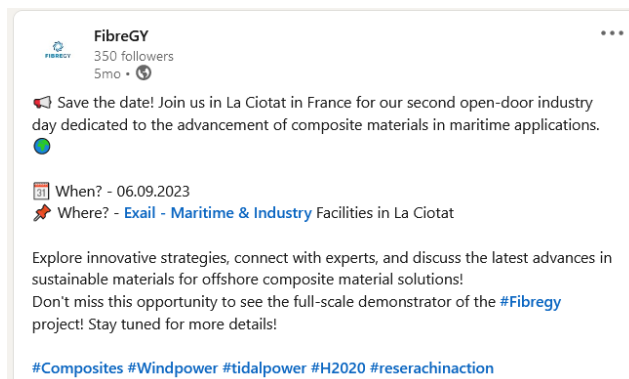 FibreGY
350 followers
5mo •
FIBREGY
📢 Save the date! Join us in La Ciotat in France for our second open-door industry
day dedicated to the advancement of composite materials in maritime applications.
🌍
📅 When? - 06.09.2023
📌 Where? - Exail - Maritime & Industry Facilities in La Ciotat
Explore innovative strategies, connect with experts, and discuss the latest advances in
sustainable materials for offshore composite material solutions!
Don't miss this opportunity to see the full-scale demonstrator of the #Fibregy
project! Stay tuned for more details!
#Composites #Windpower #tidalpower #H2020 #reserachinaction